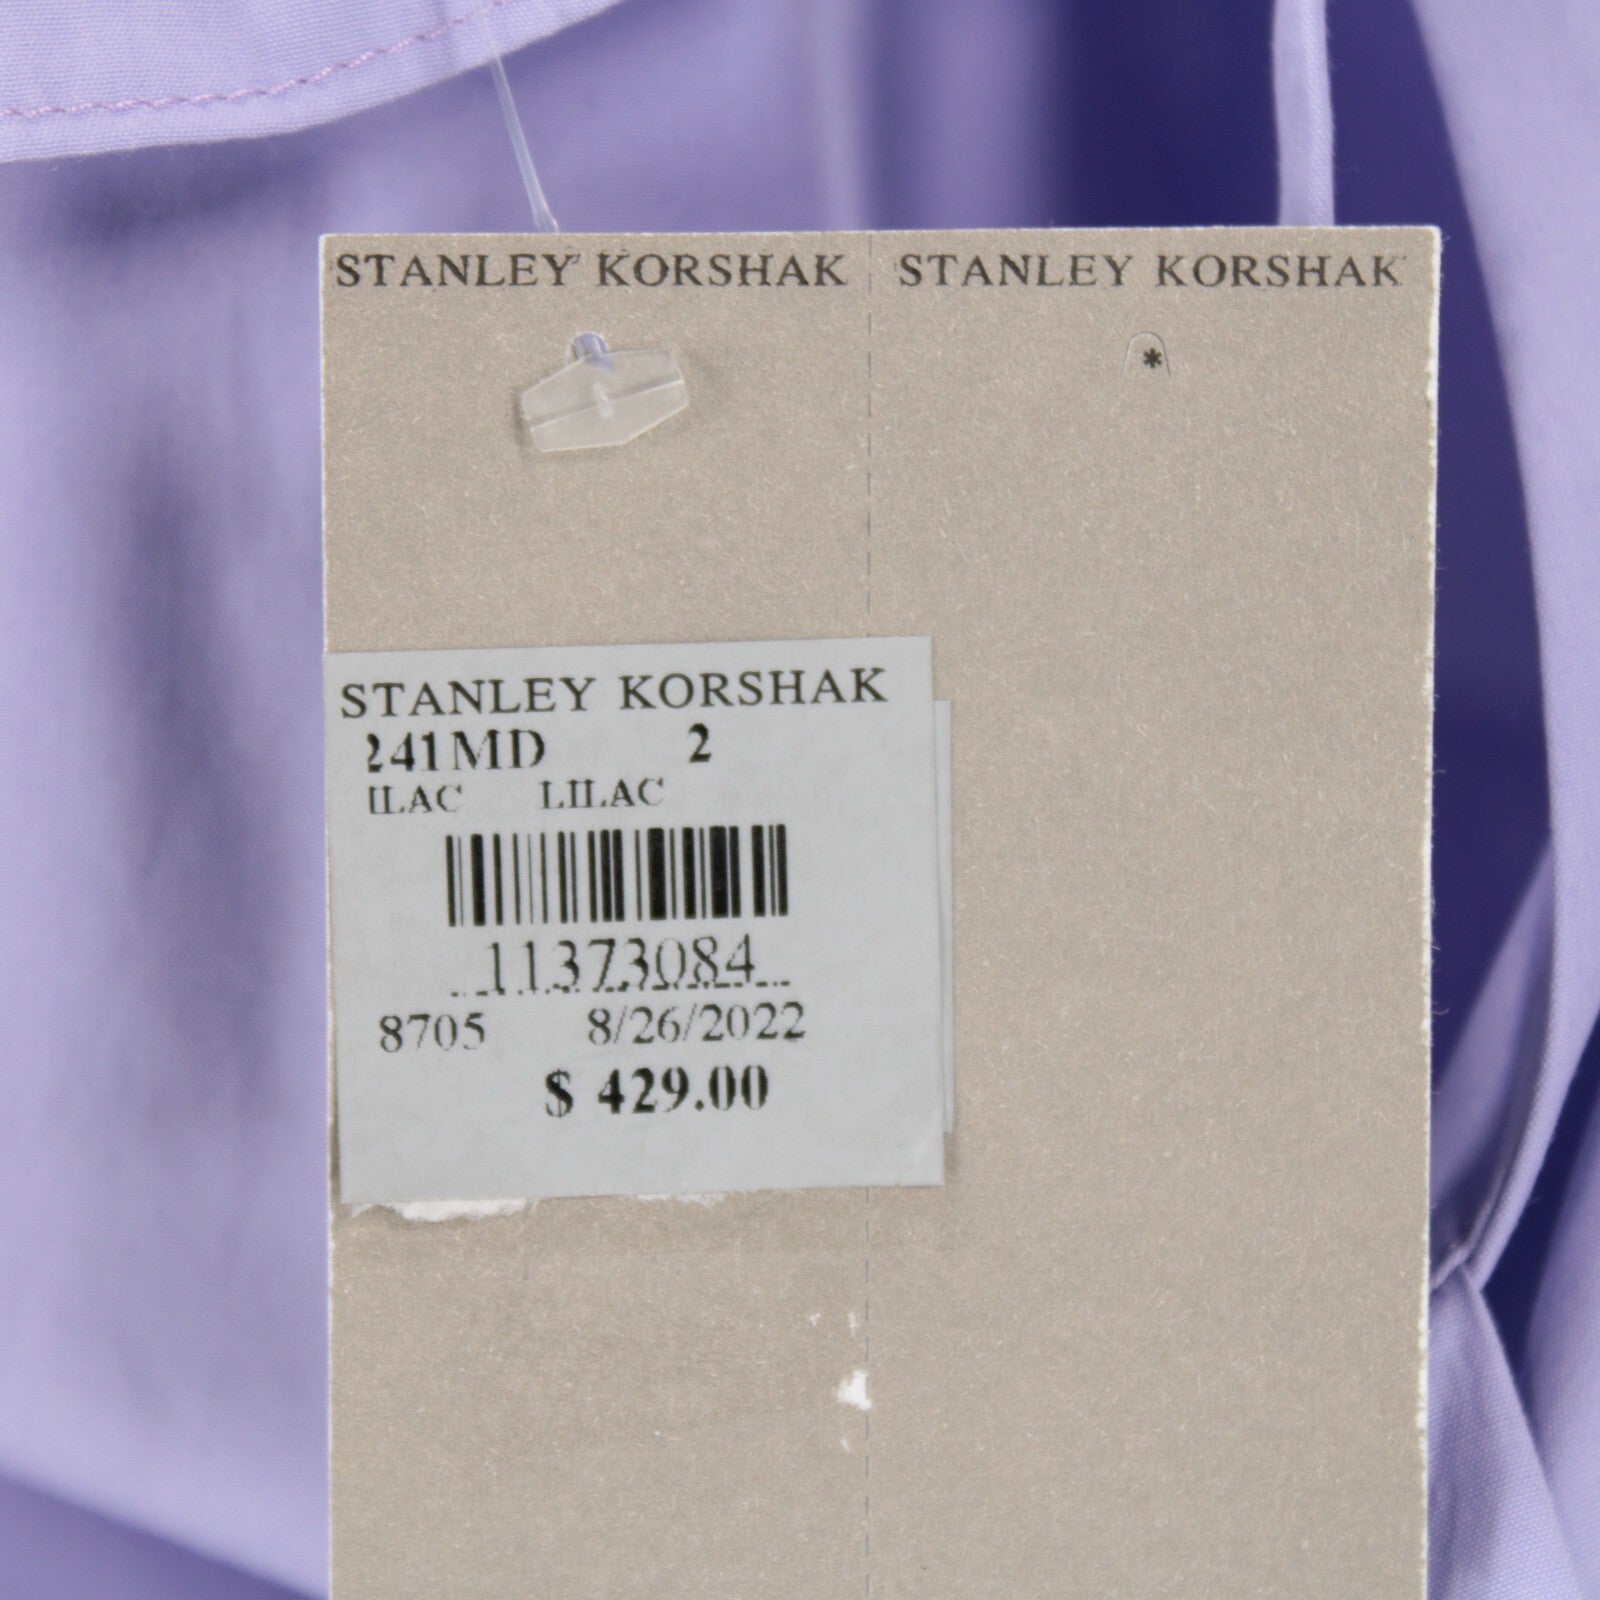 STANLEY KORSHAK STANLEY KORSHAK
*
STANLEY KORSHAK
241MD 2
ILAC LILAC
11373084
8705 8/26/2022
$ 429.00